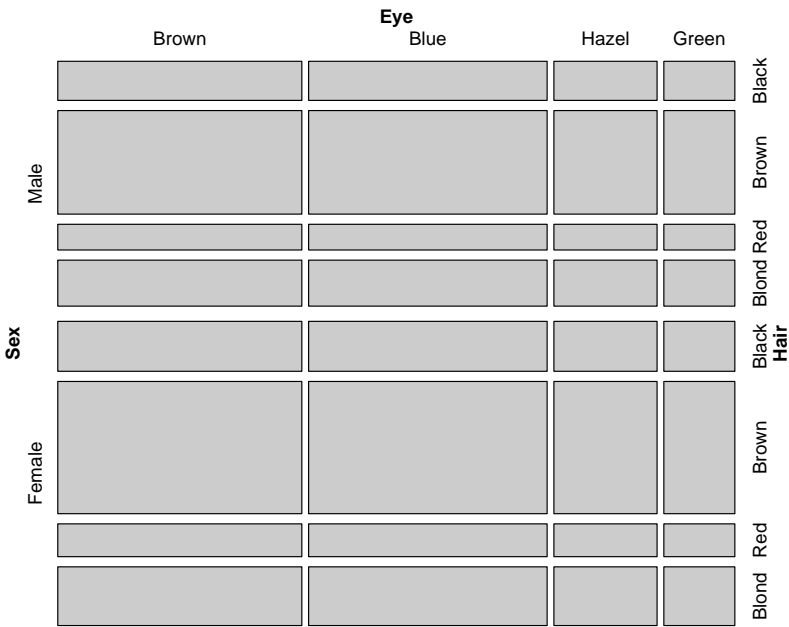 Eye
Brown Blue Hazel Green
Sex
Male
Female
Black
Brown
Red
Blond
Black
Brown
Red
Blond
Hair